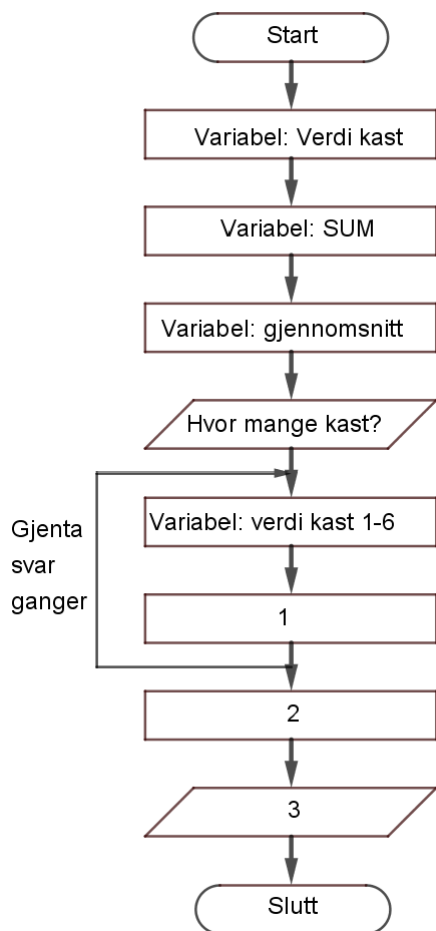 Start
Variabel: Verdi kast
Variabel: SUM
Variabel: gjennomsnitt
Hvor mange kast?
Gjenta
svar
ganger
Variabel: verdi kast 1-6
1
2
3
Slutt